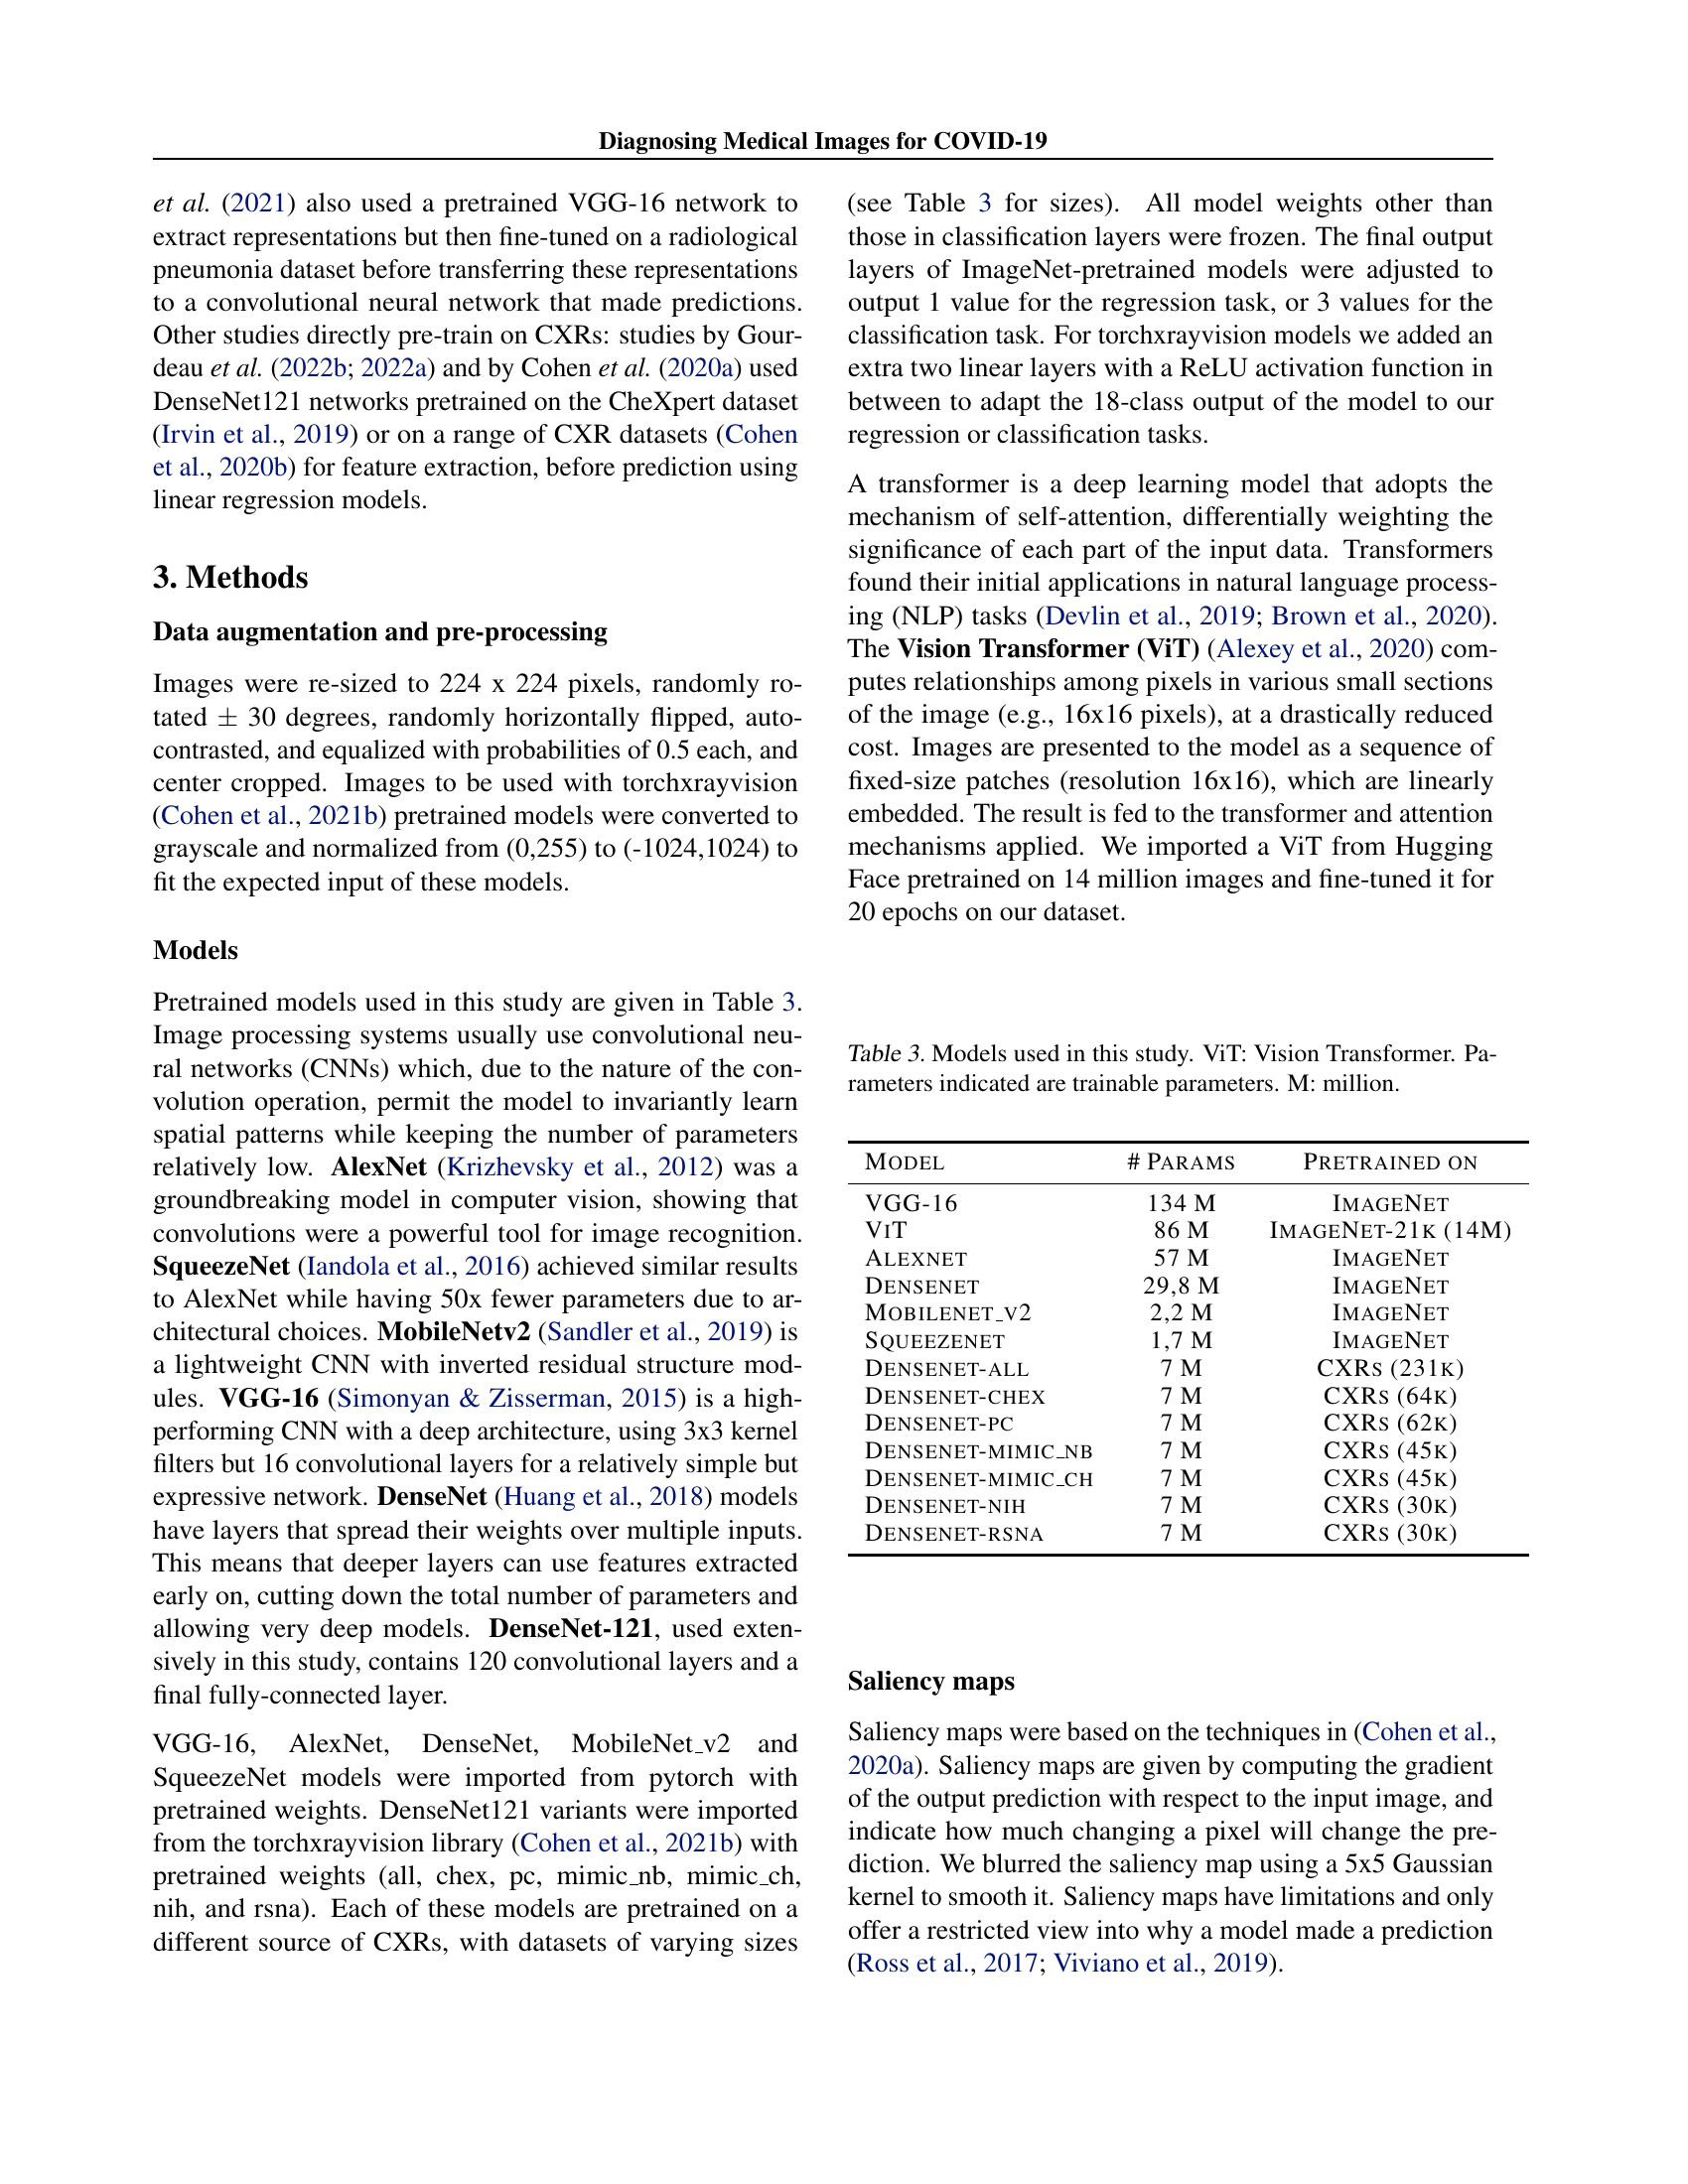 Diagnosing Medical Images for COVID-19
et al. (2021) also used a pretrained VGG-16 network to
extract representations but then fine-tuned on a radiological
pneumonia dataset before transferring these representations
to a convolutional neural network that made predictions.
Other studies directly pre-train on CXRs: studies by Gour-
deau et al. (2022b; 2022a) and by Cohen et al. (2020a) used
DenseNet121 networks pretrained on the CheXpert dataset
(Irvin et al., 2019) or on a range of CXR datasets (Cohen
et al., 2020b) for feature extraction, before prediction using
linear regression models.
3. Methods
Data augmentation and pre-processing
Images were re-sized to 224 x 224 pixels, randomly ro-
tated ± 30 degrees, randomly horizontally flipped, auto-
contrasted, and equalized with probabilities of 0.5 each, and
center cropped. Images to be used with torchxrayvision
(Cohen et al., 2021b) pretrained models were converted to
grayscale and normalized from (0,255) to (-1024,1024) to
fit the expected input of these models.
Models
Pretrained models used in this study are given in Table 3.
Image processing systems usually use convolutional neu-
ral networks (CNNs) which, due to the nature of the con-
volution operation, permit the model to invariantly learn
spatial patterns while keeping the number of parameters
relatively low. AlexNet (Krizhevsky et al., 2012) was a
groundbreaking model in computer vision, showing that
convolutions were a powerful tool for image recognition.
SqueezeNet (Iandola et al., 2016) achieved similar results
to AlexNet while having 50x fewer parameters due to ar-
chitectural choices. MobileNetv2 (Sandler et al., 2019) is
a lightweight CNN with inverted residual structure mod-
ules. VGG-16 (Simonyan & Zisserman, 2015) is a high-
performing CNN with a deep architecture, using 3x3 kernel
filters but 16 convolutional layers for a relatively simple but
expressive network. DenseNet (Huang et al., 2018) models
have layers that spread their weights over multiple inputs.
This means that deeper layers can use features extracted
early on, cutting down the total number of parameters and
allowing very deep models. DenseNet-121, used exten-
sively in this study, contains 120 convolutional layers and a
final fully-connected layer.
VGG-16, AlexNet, DenseNet, MobileNet_v2 and
SqueezeNet models were imported from pytorch with
pretrained weights. DenseNet121 variants were imported
from the torchxrayvision library (Cohen et al., 2021b) with
pretrained weights (all, chex, pc, mimic_nb, mimic_ch,
nih, and rsna). Each of these models are pretrained on a
different source of CXRs, with datasets of varying sizes
(see Table 3 for sizes). All model weights other than
those in classification layers were frozen. The final output
layers of ImageNet-pretrained models were adjusted to
output 1 value for the regression task, or 3 values for the
classification task. For torchxrayvision models we added an
extra two linear layers with a ReLU activation function in
between to adapt the 18-class output of the model to our
regression or classification tasks.
A transformer is a deep learning model that adopts the
mechanism of self-attention, differentially weighting the
significance of each part of the input data. Transformers
found their initial applications in natural language process-
ing (NLP) tasks (Devlin et al., 2019; Brown et al., 2020).
The Vision Transformer (ViT) (Alexey et al., 2020) com-
putes relationships among pixels in various small sections
of the image (e.g., 16x16 pixels), at a drastically reduced
cost. Images are presented to the model as a sequence of
fixed-size patches (resolution 16x16), which are linearly
embedded. The result is fed to the transformer and attention
mechanisms applied. We imported a ViT from Hugging
Face pretrained on 14 million images and fine-tuned it for
20 epochs on our dataset.
Table 3. Models used in this study. ViT: Vision Transformer. Pa-
rameters indicated are trainable parameters. M: million.
MODEL # PARAMS PRETRAINED ON
VGG-16 134 M IMAGENET
VIT 86 M IMAGENET-21K (14M)
ALEXNET 57 M IMAGENET
DENSENET 29,8 M IMAGENET
MOBILENET_V2 2,2 M IMAGENET
SQUEEZENET 1,7 M IMAGENET
DENSENET-ALL 7 M CXRS (231K)
DENSENET-CHEX 7 M CXRS (64K)
DENSENET-PC 7 M CXRS (62K)
DENSENET-MIMIC_NB 7 M CXRS (45K)
DENSENET-MIMIC_CH 7 M CXRS (45K)
DENSENET-NIH 7 M CXRS (30K)
DENSENET-RSNA 7 M CXRS (30K)
Saliency maps
Saliency maps were based on the techniques in (Cohen et al.,
2020a). Saliency maps are given by computing the gradient
of the output prediction with respect to the input image, and
indicate how much changing a pixel will change the pre-
diction. We blurred the saliency map using a 5x5 Gaussian
kernel to smooth it. Saliency maps have limitations and only
offer a restricted view into why a model made a prediction
(Ross et al., 2017; Viviano et al., 2019).